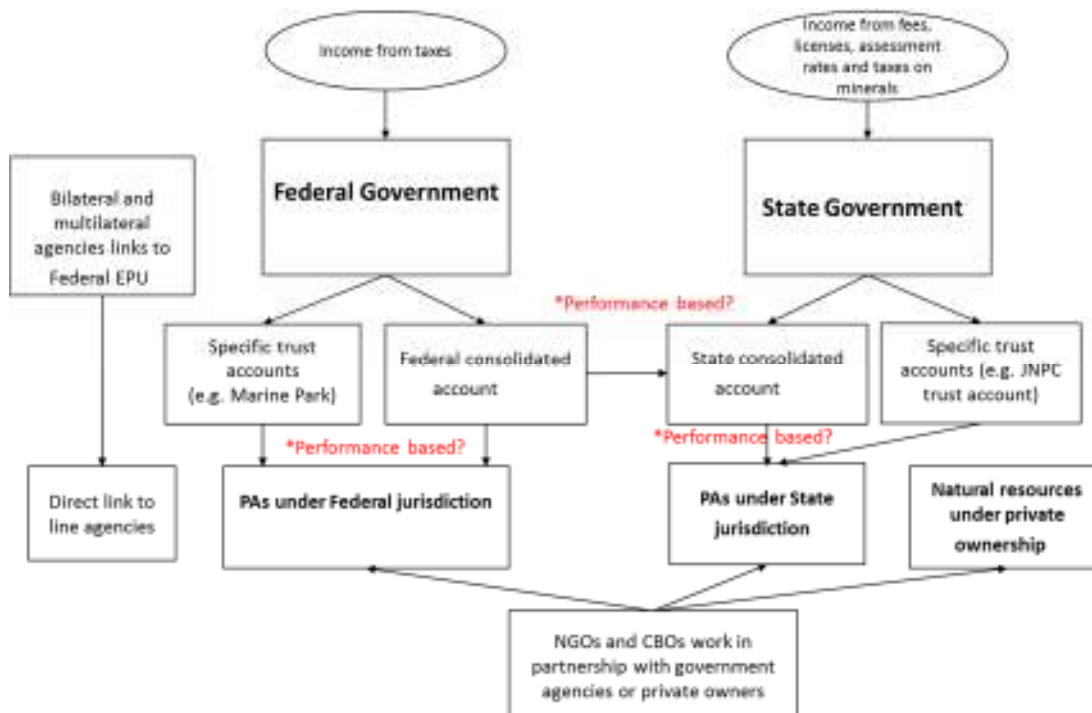 Income from taxes
Income from fees,
licenses, assessment
rates and taxes on
minerals
Bilateral and
multilateral
agencies links to
Federal EPU
Federal Government
State Government
*Performance based?
Specific trust
accounts
(e.g. Marine Park)
Federal consolidated
account
State consolidated
account
Specific trust
accounts (e.g. JNPC
trust account)
*Performance based?
*Performance based?
Direct link to
line agencies
PAs under Federal jurisdiction
PAs under State
jurisdiction
Natural resources
under private
ownership
NGOs and CBOs work in
partnership with government
agencies or private owners